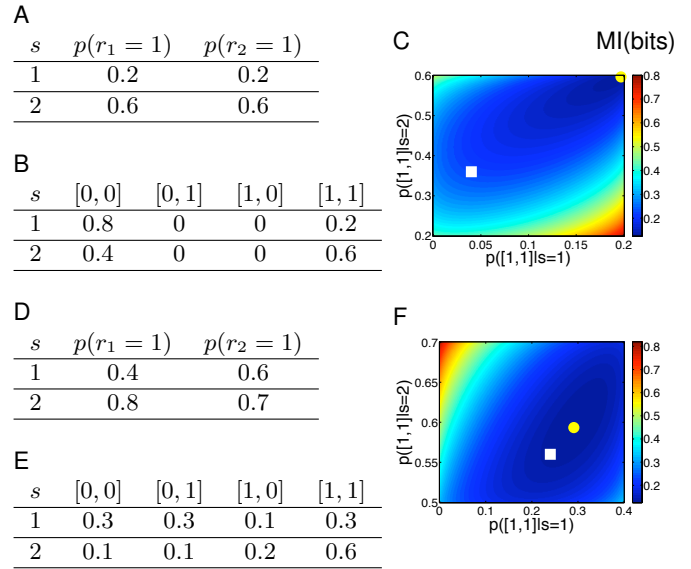 A
s p(r1 = 1) p(r2 = 1)
1 0.2 0.2
2 0.6 0.6
B
s [0, 0] [0, 1] [1, 0] [1, 1]
1 0.8 0 0 0.2
2 0.4 0 0 0.6
C MI(bits)
0.6
0.5
0.4
0.3
0.2
p([1,1]|s=2)
0 0.05 0.1 0.15 0.2
p([1,1]|s=1)
0.8
0.7
0.6
0.5
0.4
0.3
0.2
D
s p(r1 = 1) p(r2 = 1)
1 0.4 0.6
2 0.8 0.7
E
s [0, 0] [0, 1] [1, 0] [1, 1]
1 0.3 0.3 0.1 0.3
2 0.1 0.1 0.2 0.6
F
0.7
0.65
0.6
0.55
0.5
p([1,1]|s=2)
0 0.1 0.2 0.3 0.4
p([1,1]|s=1)
0.8
0.7
0.6
0.5
0.4
0.3
0.2